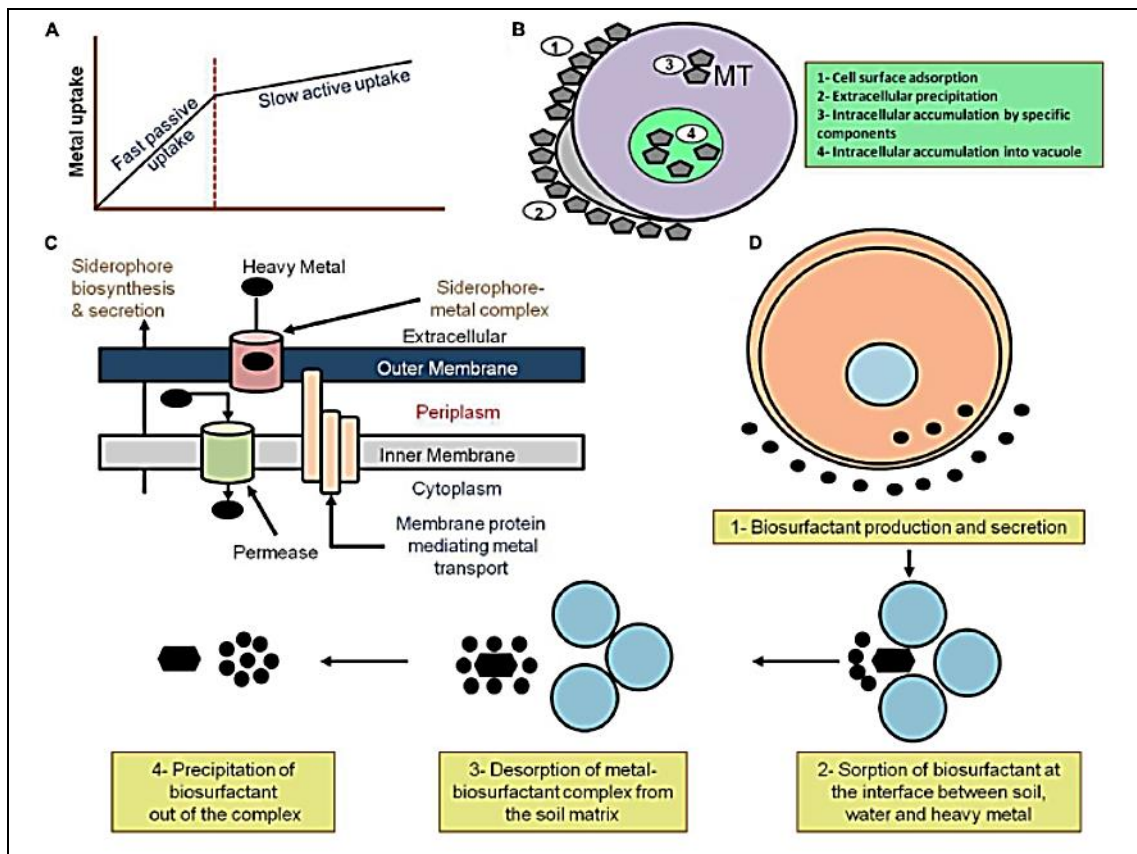 A
Metal uptake
Fast passive
uptake
Slow active uptake
B
1
2
3
MT
4
1- Cell surface adsorption
2- Extracellular precipitation
3- Intracellular accumulation by specific
components
4- Intracellular accumulation into vacuole
C
Siderophore
biosynthesis
& secretion
Heavy Metal
Siderophore-
metal complex
Extracellular
Outer Membrane
Periplasm
Inner Membrane
Cytoplasm
Permease
Membrane protein
mediating metal
transport
D
1- Biosurfactant production and secretion
2- Sorption of biosurfactant at
the interface between soil,
water and heavy metal
3- Desorption of metal-
biosurfactant complex from
the soil matrix
4- Precipitation of
biosurfactant
out of the complex